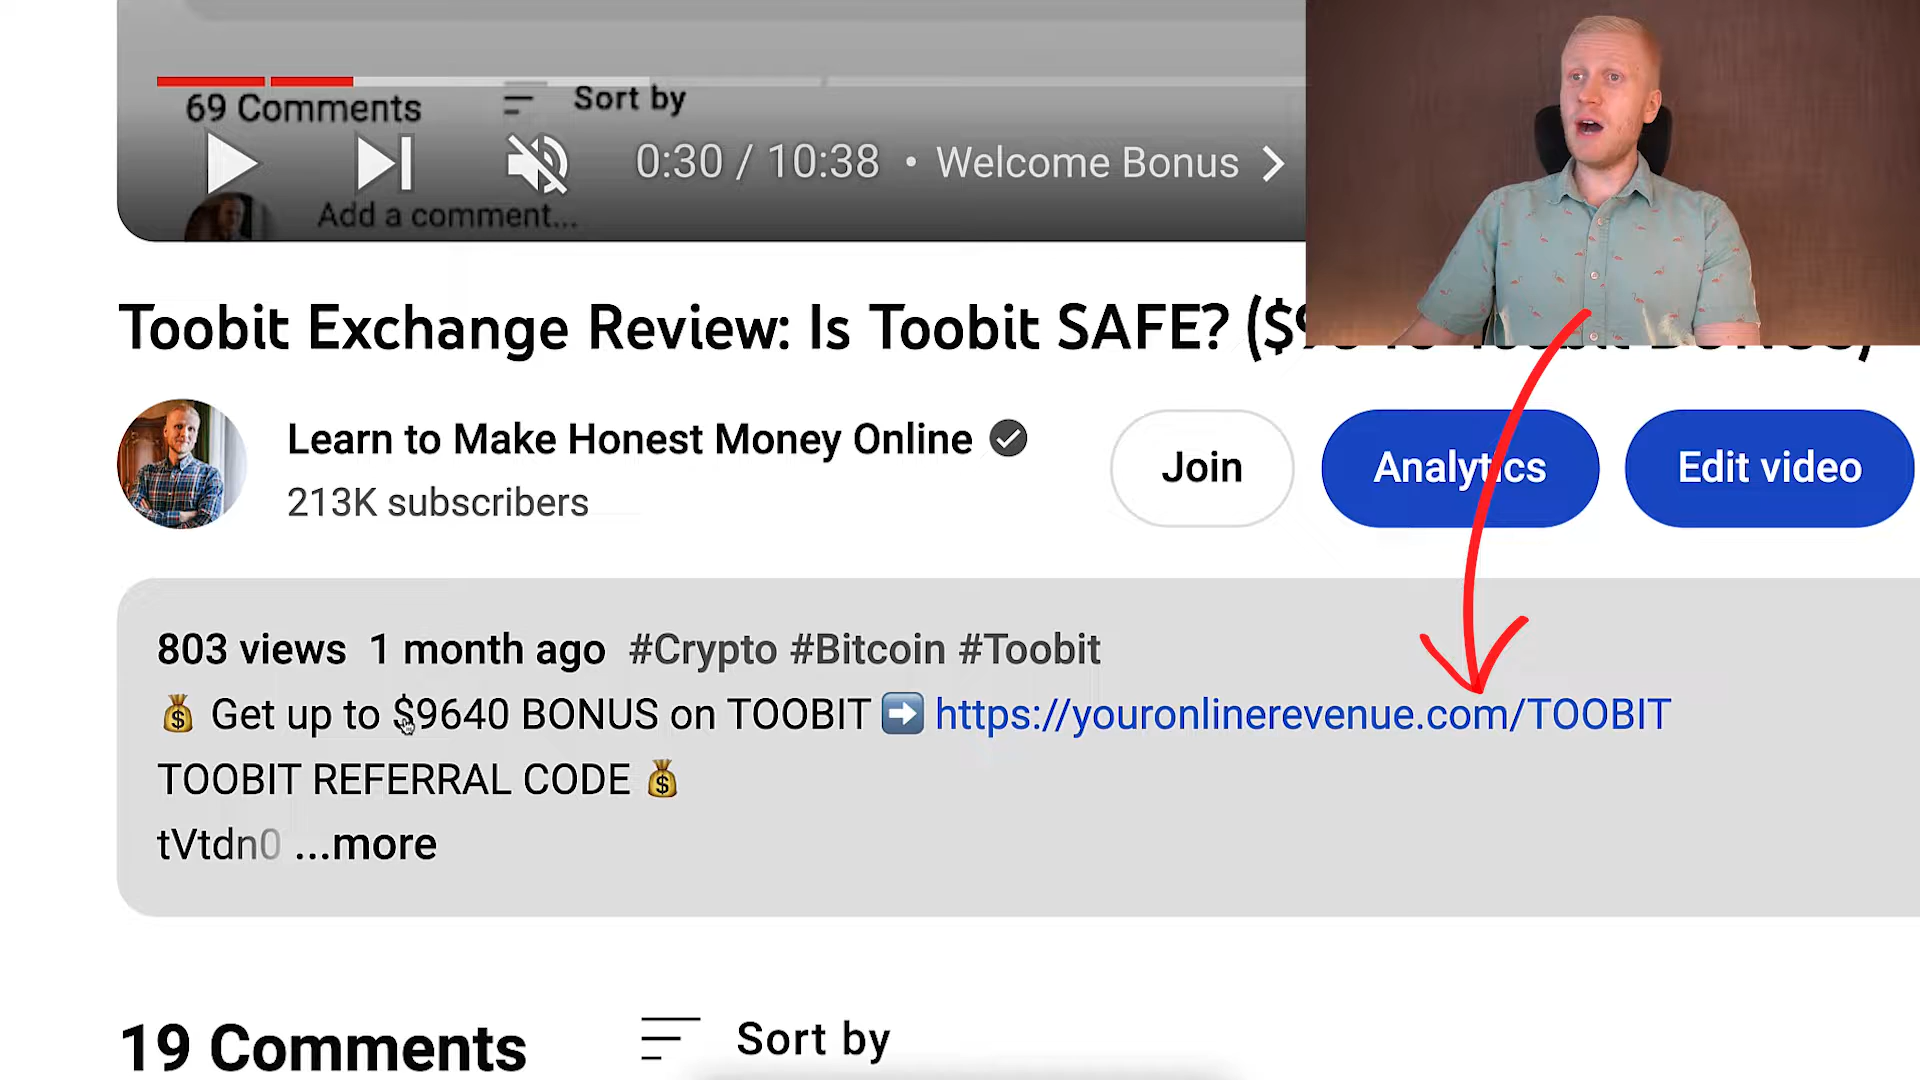 69 Comments
Sort by
0:30 / 10:38 • Welcome Bonus
Add a comment...
Toobit Exchange Review: Is Toobit SAFE? ($
Learn to Make Honest Money Online
213K subscribers
Join
Analytics
Edit video
803 views 1 month ago #Crypto #Bitcoin #Toobit
💰 Get up to $9640 BONUS on TOOBIT ➡️ https://youronlinerevenue.com/TOOBIT
TOOBIT REFERRAL CODE 💰
tVtdn0 ...more
19 Comments
Sort by